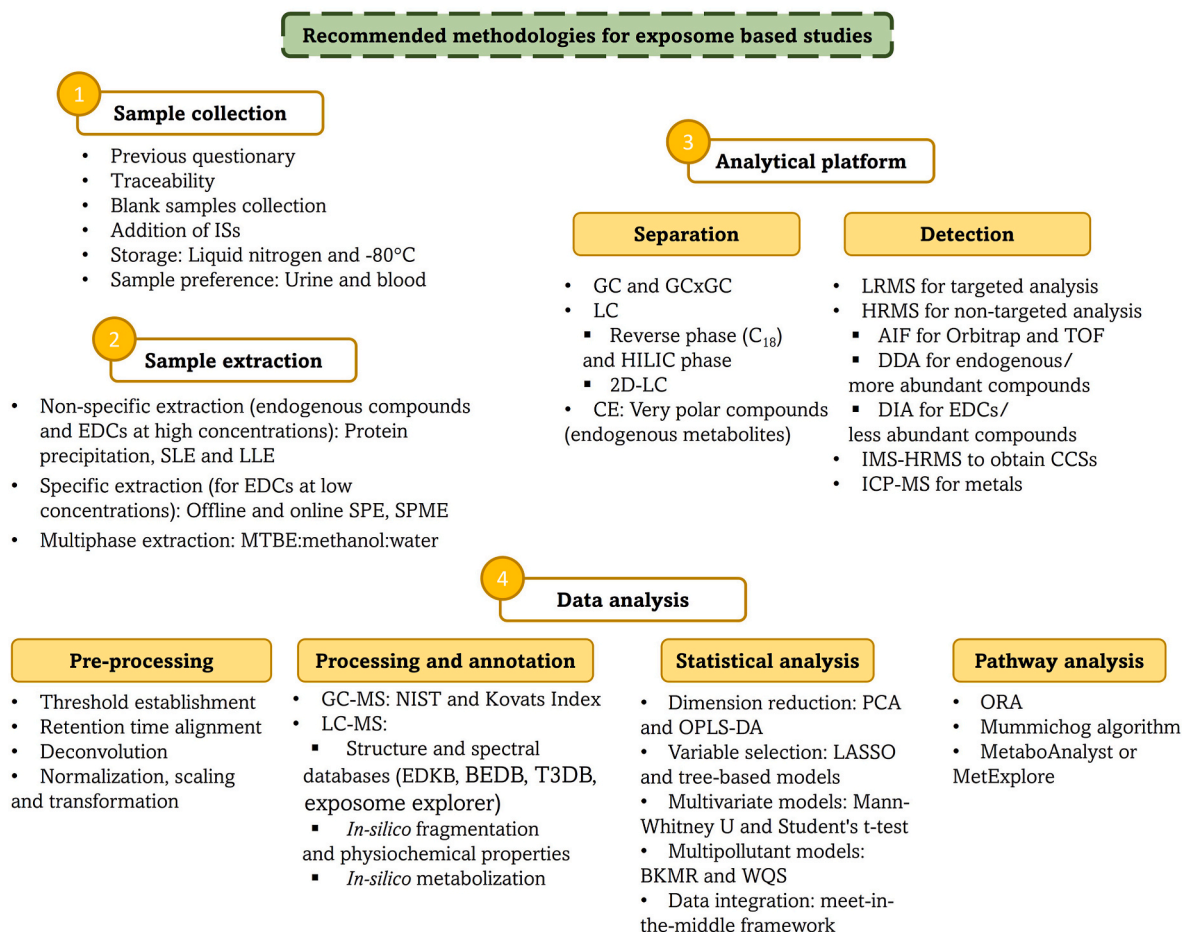 Recommended methodologies for exposome based studies
1
Sample collection
• Previous questionary
• Traceability
• Blank samples collection
• Addition of ISs
• Storage: Liquid nitrogen and -80°C
• Sample preference: Urine and blood
2
Sample extraction
• Non-specific extraction (endogenous compounds
and EDCs at high concentrations): Protein
precipitation, SLE and LLE
• Specific extraction (for EDCs at low
concentrations): Offline and online SPE, SPME
• Multiphase extraction: MTBE:methanol:water
3
Analytical platform
Separation
• GC and GCxGC
• LC
▪ Reverse phase (C₁₈)
and HILIC phase
▪ 2D-LC
• CE: Very polar compounds
(endogenous metabolites)
Detection
• LRMS for targeted analysis
• HRMS for non-targeted analysis
▪ AIF for Orbitrap and TOF
▪ DDA for endogenous/
more abundant compounds
▪ DIA for EDCs/
less abundant compounds
• IMS-HRMS to obtain CCSs
• ICP-MS for metals
4
Data analysis
Pre-processing
• Threshold establishment
• Retention time alignment
• Deconvolution
• Normalization, scaling
and transformation
Processing and annotation
• GC-MS: NIST and Kovats Index
• LC-MS:
▪ Structure and spectral
databases (EDKB, BEDB, T3DB,
exposome explorer)
▪ In-silico fragmentation
and physiochemical properties
▪ In-silico metabolization
Statistical analysis
• Dimension reduction: PCA
and OPLS-DA
• Variable selection: LASSO
and tree-based models
• Multivariate models: Mann-
Whitney U and Student's t-test
• Multipollutant models:
BKMR and WQS
• Data integration: meet-in-
the-middle framework
Pathway analysis
• ORA
• Mummichog algorithm
• MetaboAnalyst or
MetExplore